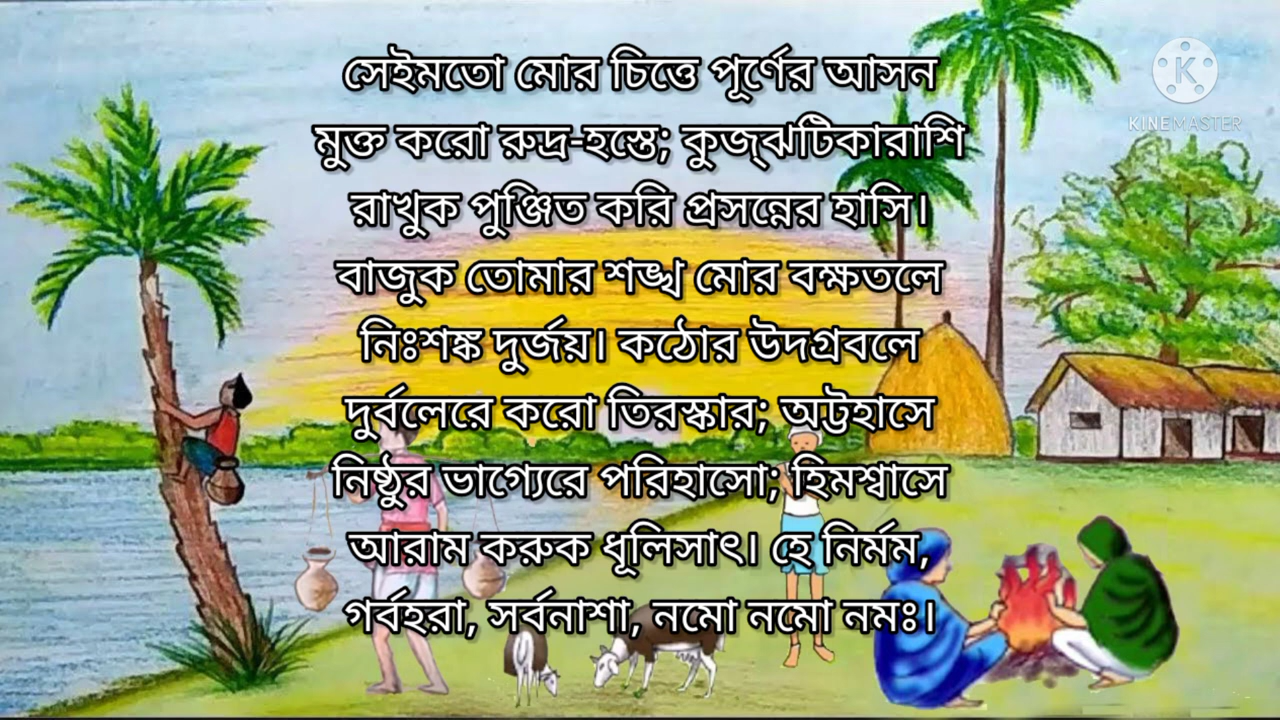 সেইমতো মোর চিত্তে পূর্ণের আসন
মুক্ত করো রুদ্র-হস্তে; কুজ্‌ঝটিকারাশি
রাখুক পুঞ্জিত করি প্রসন্নের হাসি।
বাজুক তোমার শঙ্খ মোর বক্ষতলে
নিঃশঙ্ক দুর্জয়। কঠোর উদগ্রবলে
দুর্বলেরে করো তিরস্কার; অট্টহাসে
নিষ্ঠুর ভাগ্যেরে পরিহাসো; হিমশ্বাসে
আরাম করুক ধূলিসাৎ। হে নির্মম,
গর্বহরা, সর্বনাশা, নমো নমো নমঃ।
K
KINEMASTER